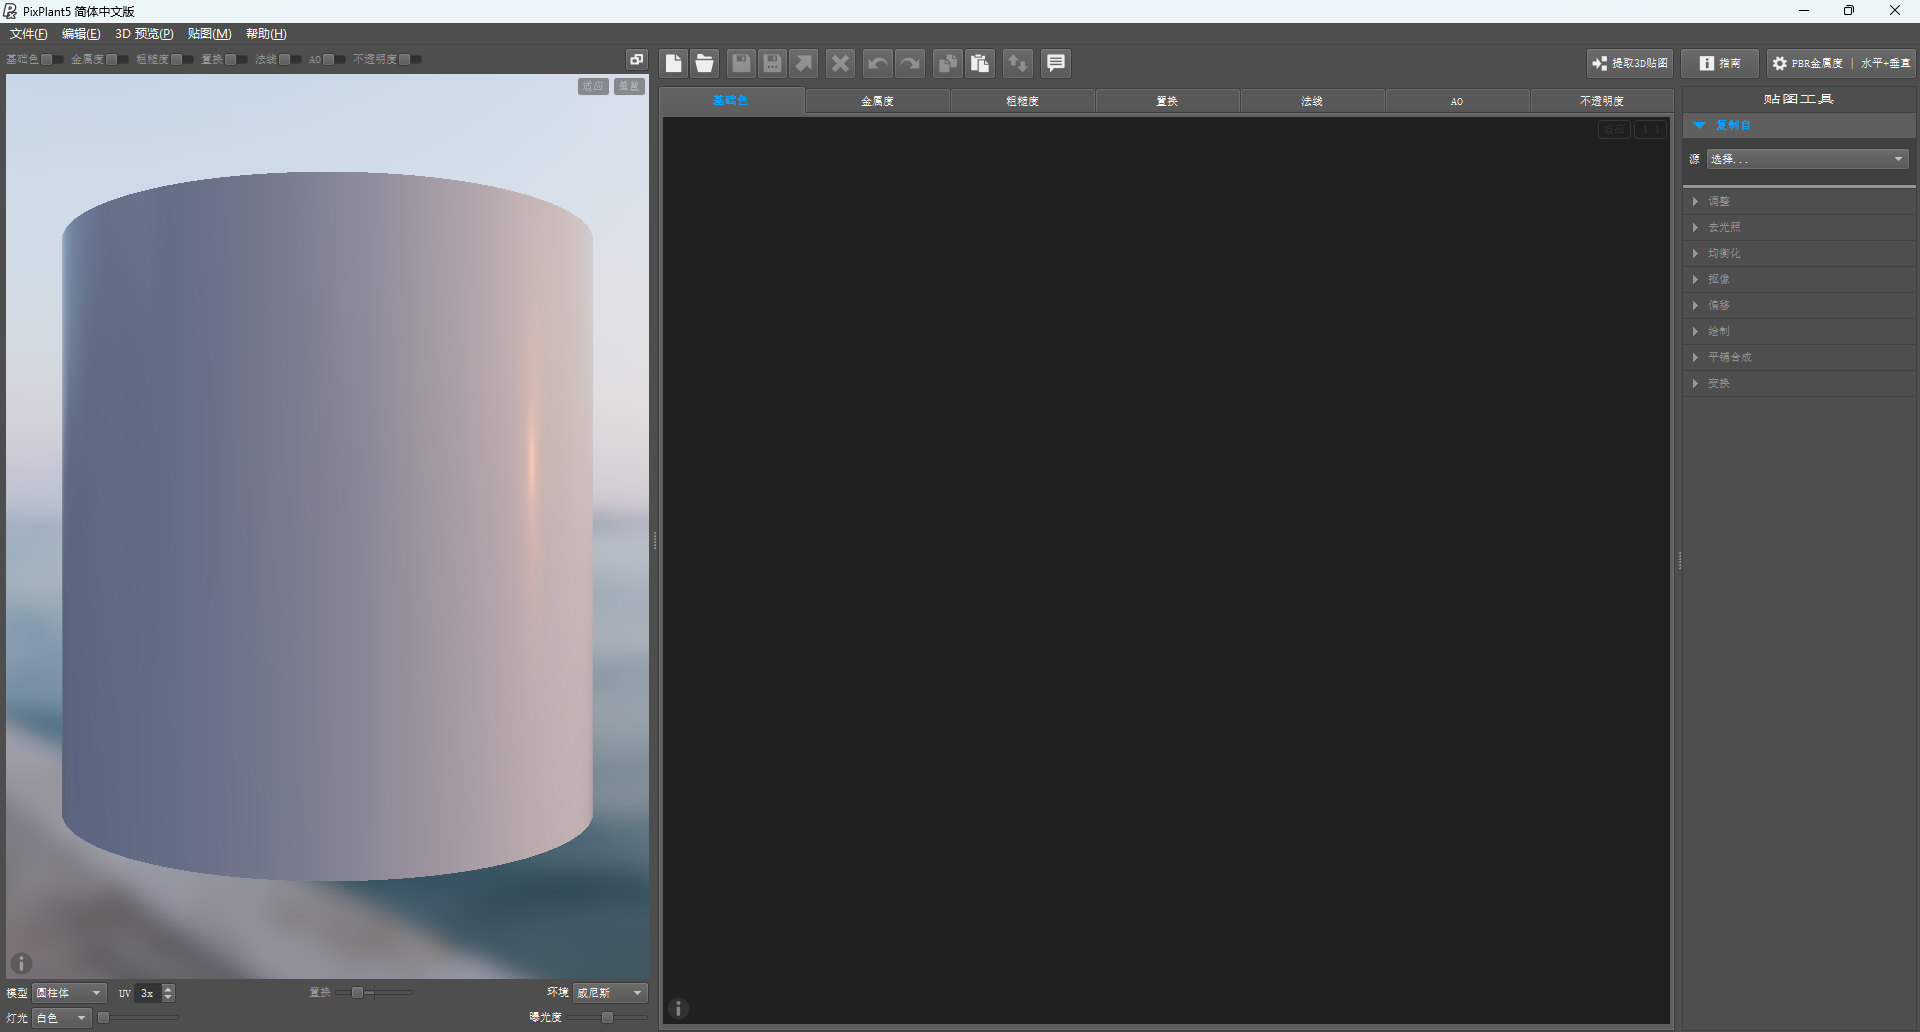 PixPlant5 简体中文版
文件(F) 编辑(E) 3D 预览(P) 贴图(M) 帮助(H)
基础色 金属度 粗糙度 置换 法线 AO 不透明度
提取3D贴图 指南 PBR金属度 | 水平+垂直
适应 重置
基础色 金属度 粗糙度 置换 法线 AO 不透明度
适应 1:1
贴图工具
复制自
源 选择...
调整
去光照
均衡化
抠像
偏移
绘制
平铺合成
变换
模型 圆柱体 UV 3x 置换 环境 威尼斯
灯光 白色 曝光度